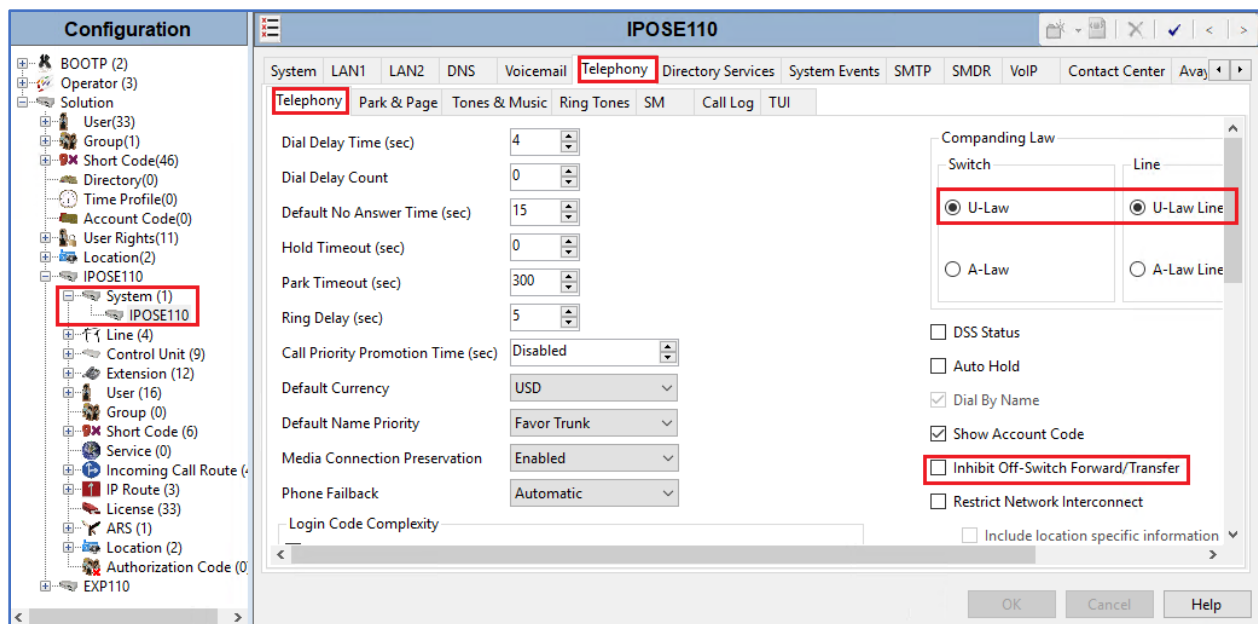 Configuration
IPOSE110
BOOTP (2)
Operator (3)
Solution
User(33)
Group(1)
Short Code(46)
Directory(0)
Time Profile(0)
Account Code(0)
User Rights(11)
Location(2)
IPOSE110
System (1)
IPOSE110
Line (4)
Control Unit (9)
Extension (12)
User (16)
Group (0)
Short Code (6)
Service (0)
Incoming Call Route (
IP Route (3)
License (33)
ARS (1)
Location (2)
Authorization Code (0
EXP110
System LAN1 LAN2 DNS Voicemail Telephony Directory Services System Events SMTP SMDR VoIP Contact Center
Telephony Park & Page Tones & Music Ring Tones SM Call Log TUI
Dial Delay Time (sec) 4
Dial Delay Count 0
Default No Answer Time (sec) 15
Hold Timeout (sec) 0
Park Timeout (sec) 300
Ring Delay (sec) 5
Call Priority Promotion Time (sec) Disabled
Default Currency USD
Default Name Priority Favor Trunk
Media Connection Preservation Enabled
Phone Failback Automatic
Login Code Complexity
Companding Law
Switch Line
U-Law U-Law Line
A-Law A-Law Line
DSS Status
Auto Hold
Dial By Name
Show Account Code
Inhibit Off-Switch Forward/Transfer
Restrict Network Interconnect
Include location specific information
OK Cancel Help